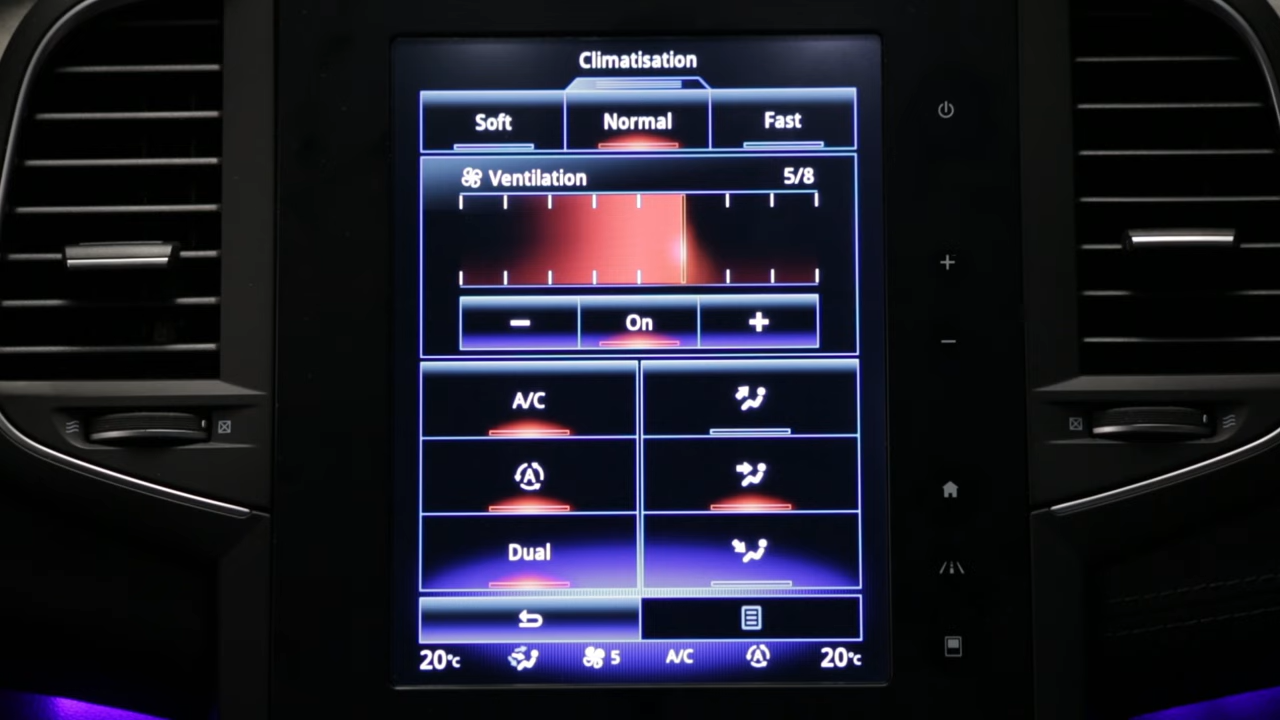 Climatisation
Soft Normal Fast
Ventilation 5/8
- On +
A/C
A
Dual
20°C 5 A/C A 20°C